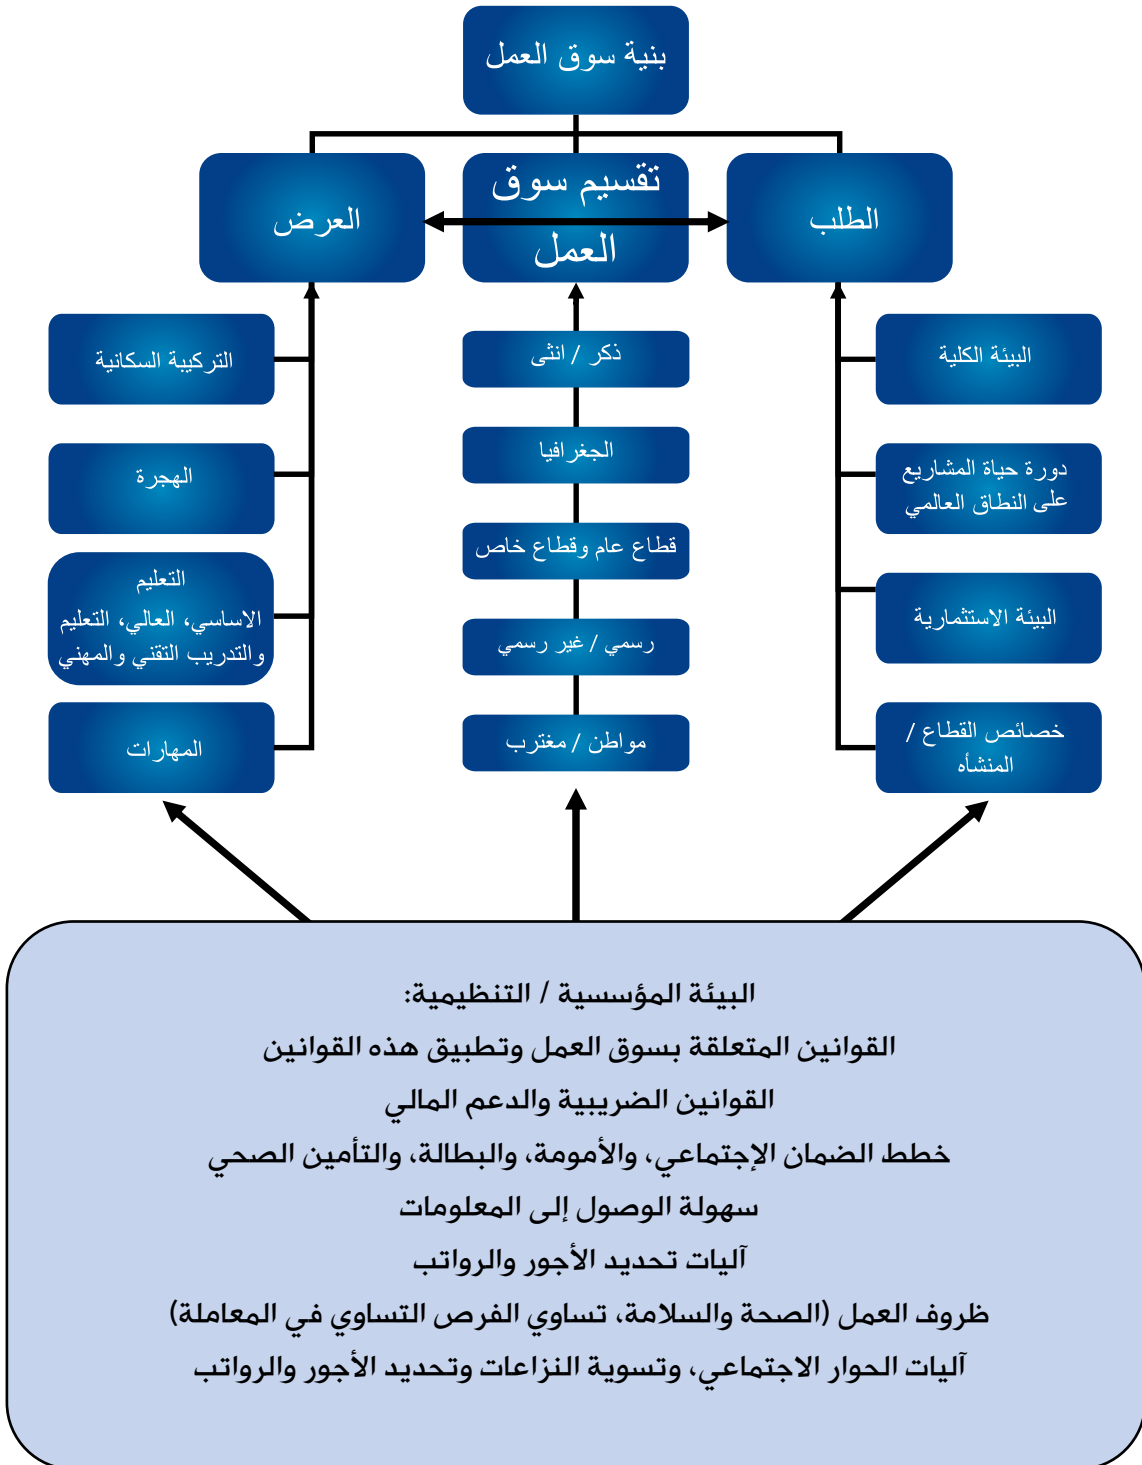 بنية سوق العمل
الطلب
تقسيم سوق
العمل
العرض
البيئة الكلية
دورة حياة المشاريع
على النطاق العالمي
البيئة الاستثمارية
خصائص القطاع /
المنشأه
ذكر / انثى
الجغرافيا
قطاع عام وقطاع خاص
رسمي / غير رسمي
مواطن / مغترب
التركيبة السكانية
الهجرة
التعليم
الاساسي، العالي، التعليم
والتدريب التقني والمهني
المهارات
البيئة المؤسسية / التنظيمية:
القوانين المتعلقة بسوق العمل وتطبيق هذه القوانين
القوانين الضريبية والدعم المالي
خطط الضمان الإجتماعي، والأمومة، والبطالة، والتأمين الصحي
سهولة الوصول إلى المعلومات
آليات تحديد الأجور والرواتب
ظروف العمل (الصحة والسلامة، تساوي الفرص التساوي في المعاملة)
آليات الحوار الاجتماعي، وتسوية النزاعات وتحديد الأجور والرواتب